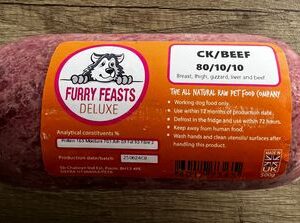 FURRY FEASTS
DELUXE
Analytical constituents %
Production date/batch
CK/BEEF
80/10/10
Breast, thigh, gizzard, liver and beef
THE ALL NATURAL RAW PET FOOD COMPANY
• Working dog food only.
• Use within 12 months of production date.
• Defrost in the fridge and use within 72 hours.
• Keep away from human food.
• Wash hands and clean utensils/ surfaces after
handling this product.
MADE IN
UK
500g